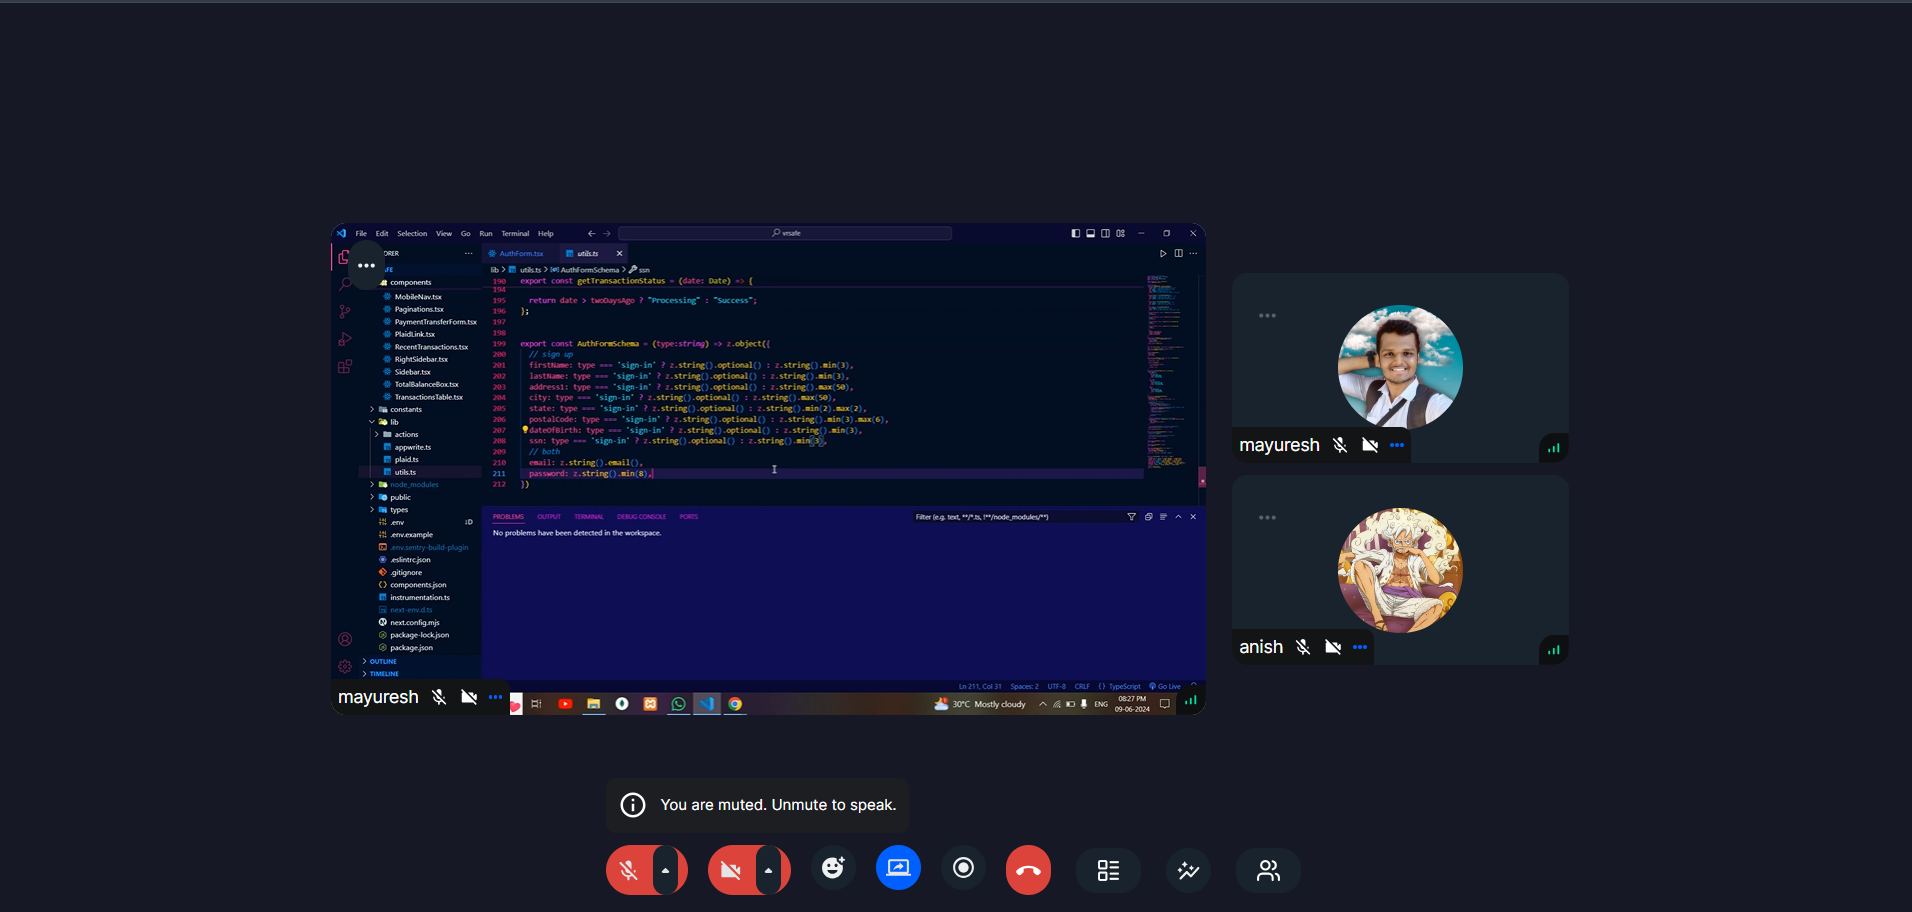 File Edit Selection View Go Run Terminal Help
vrsafe
ORER
AFE
components
MobileNav.tsx
Paginations.tsx
PaymentTransferForm.tsx
PlaidLink.tsx
RecentTransactions.tsx
RightSidebar.tsx
Sidebar.tsx
TotalBalanceBox.tsx
TransactionsTable.tsx
constants
lib
actions
appwrite.ts
plaid.ts
utils.ts
node_modules
public
types
.env
.env.example
.env.sentry-build-plugin
.eslintrc.json
.gitignore
components.json
instrumentation.ts
next-env.d.ts
next.config.mjs
package-lock.json
package.json
OUTLINE
TIMELINE
AuthForm.tsx utils.ts
lib > utils.ts > AuthFormSchema > ssn
190 export const getTransactionStatus = (date: Date) => {
194
195 return date > twoDaysAgo ? "Processing" : "Success";
196 };
197
198
199 export const AuthFormSchema = (type:string) => z.object({
200 // sign up
201 firstName: type === 'sign-in' ? z.string().optional() : z.string().min(3),
202 lastName: type === 'sign-in' ? z.string().optional() : z.string().min(3),
203 address1: type === 'sign-in' ? z.string().optional() : z.string().max(50),
204 city: type === 'sign-in' ? z.string().optional() : z.string().max(50),
205 state: type === 'sign-in' ? z.string().optional() : z.string().min(2).max(2),
206 postalCode: type === 'sign-in' ? z.string().optional() : z.string().min(3).max(6),
207 dateOfBirth: type === 'sign-in' ? z.string().optional() : z.string().min(3),
208 ssn: type === 'sign-in' ? z.string().optional() : z.string().min(3),
209 // both
210 email: z.string().email(),
211 password: z.string().min(8),
212 })
PROBLEMS OUTPUT TERMINAL DEBUG CONSOLE PORTS
Filter (e.g. text, **/*.ts, !**/node_modules/**)
No problems have been detected in the workspace.
Ln 211, Col 31 Spaces: 2 UTF-8 CRLF {} TypeScript Go Live
30°C Mostly cloudy
ENG
08:27 PM
09-06-2024
mayuresh
mayuresh
anish
You are muted. Unmute to speak.